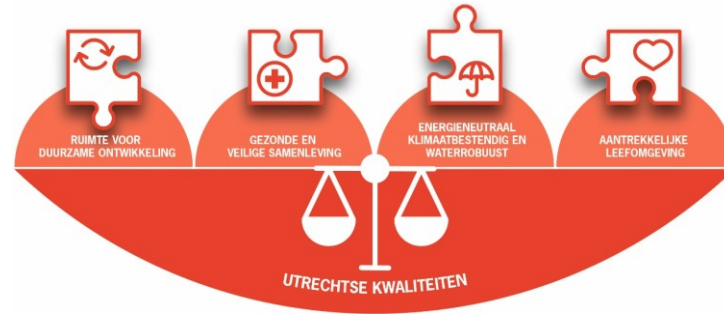 RUIMTE VOOR
DUURZAME ONTWIKKELING
GEZONDE EN
VEILIGE SAMENLEVING
ENERGIENEUTRAAL
KLIMAATBESTENDIG EN
WATERROBUUST
AANTREKKELIJKE
LEEFOMGEVING
UTRECHTSE KWALITEITEN